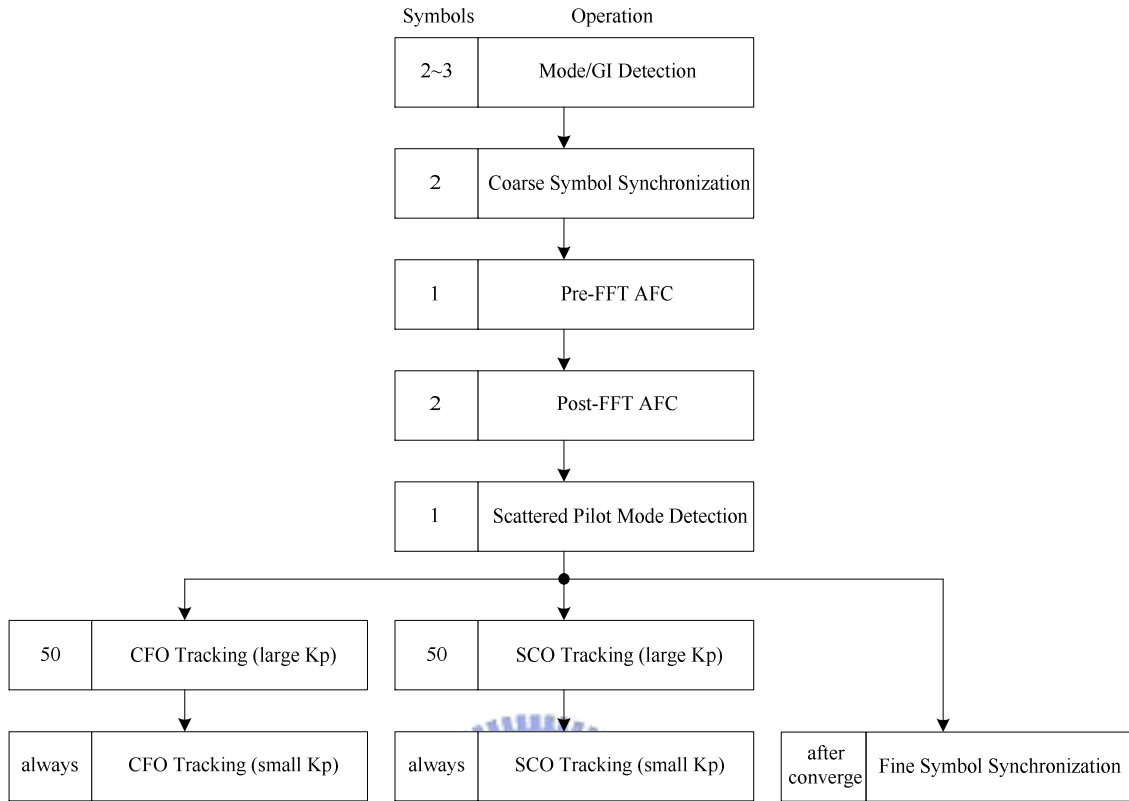 Symbols Operation
2~3 Mode/GI Detection
2 Coarse Symbol Synchronization
1 Pre-FFT AFC
2 Post-FFT AFC
1 Scattered Pilot Mode Detection
50 CFO Tracking (large Kp) 50 SCO Tracking (large Kp)
always CFO Tracking (small Kp) always SCO Tracking (small Kp) after
converge Fine Symbol Synchronization